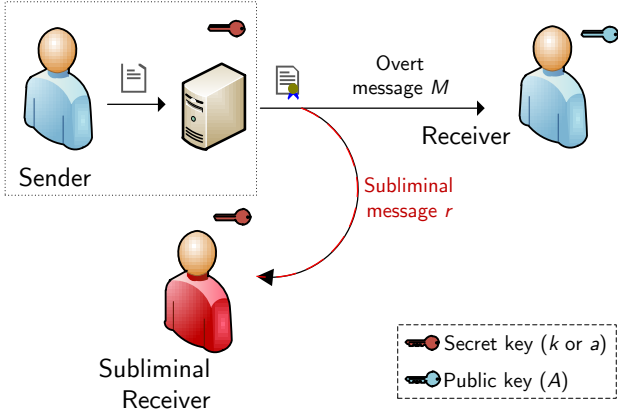 Overt
message M
Receiver
Sender
Subliminal
message r
Subliminal
Receiver
Secret key (k or a)
Public key (A)